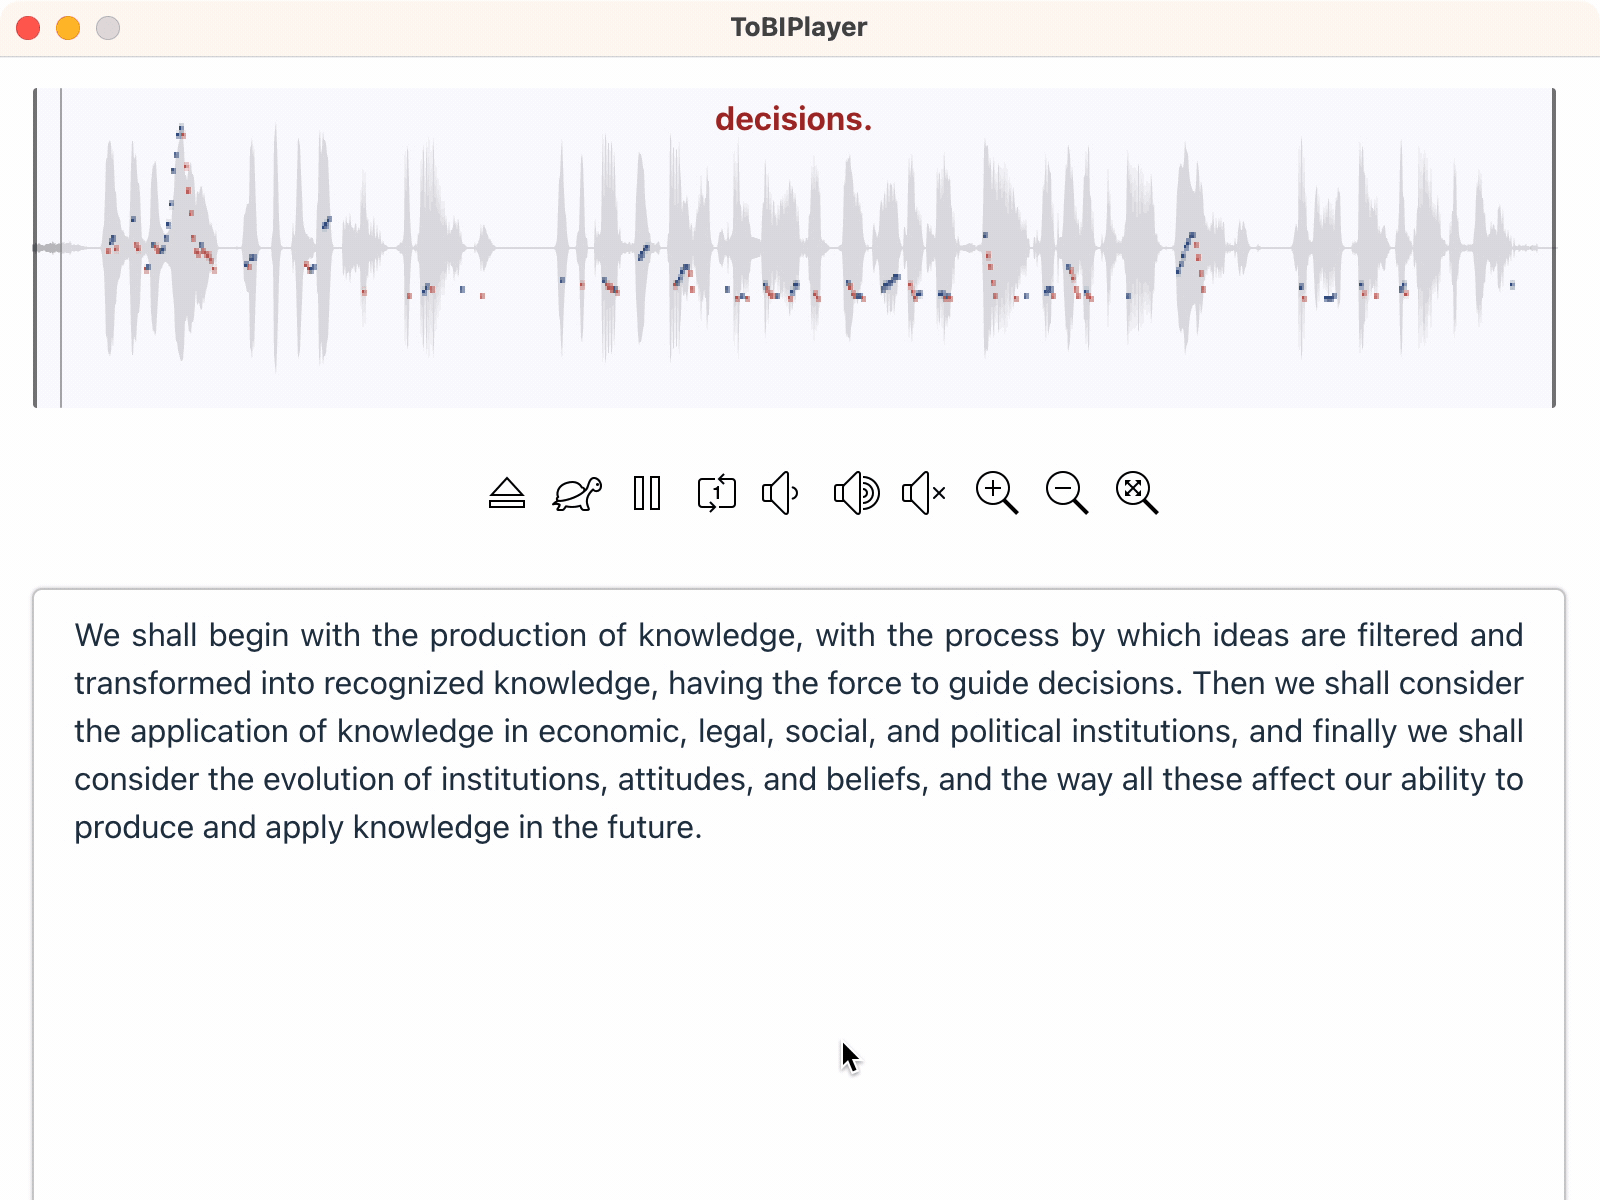 ToBIPlayer
decisions.
1
We shall begin with the production of knowledge, with the process by which ideas are filtered and
transformed into recognized knowledge, having the force to guide decisions. Then we shall consider
the application of knowledge in economic, legal, social, and political institutions, and finally we shall
consider the evolution of institutions, attitudes, and beliefs, and the way all these affect our ability to
produce and apply knowledge in the future.